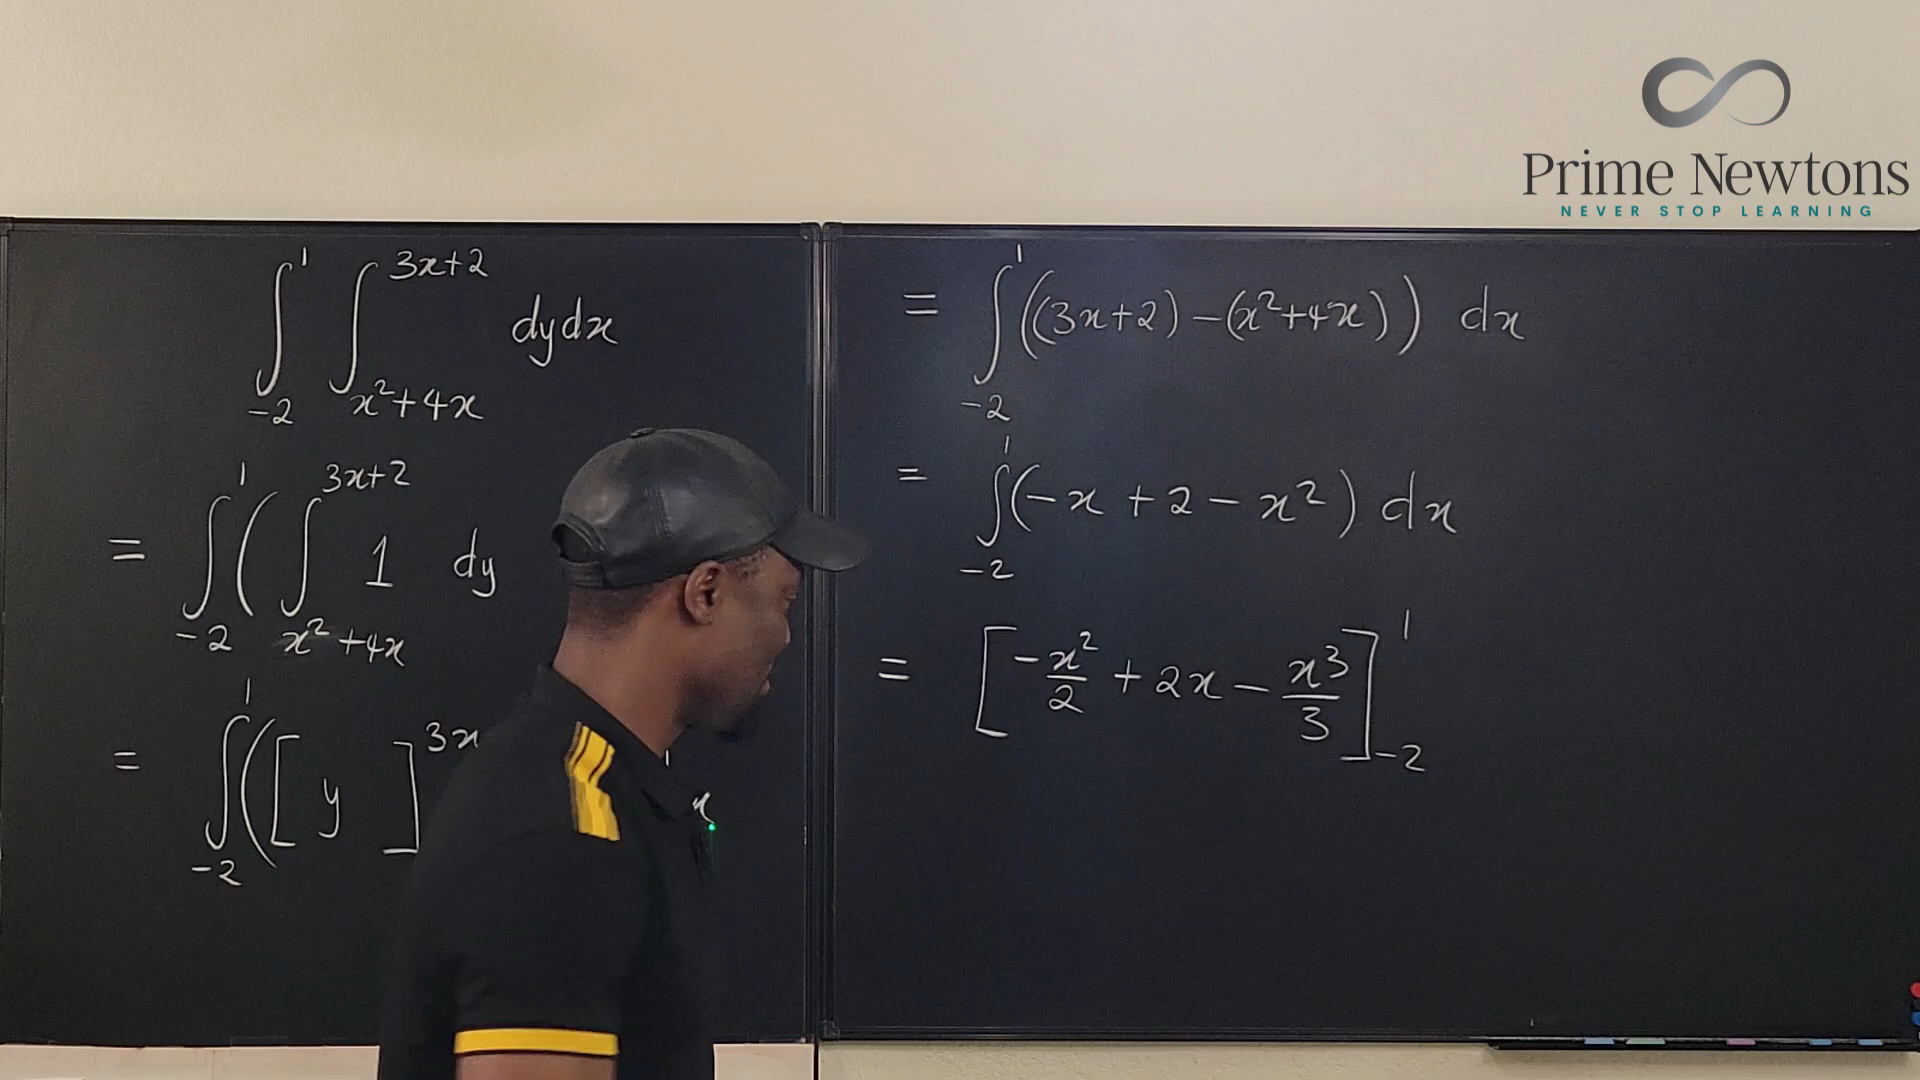 Prime Newtons
NEVER STOP LEARNING
∫_{-2}^{1} ∫_{x²+4x}^{3x+2} dydx
= ∫_{-2}^{1} ( ∫_{x²+4x}^{3x+2} 1 dy
= ∫_{-2}^{1} ([ y ]^{3x
= ∫_{-2}^{1} ((3x+2) - (x²+4x)) dx
= ∫_{-2}^{1} (-x + 2 - x²) dx
= [ -x²/2 + 2x - x³/3 ]_{-2}^{1}